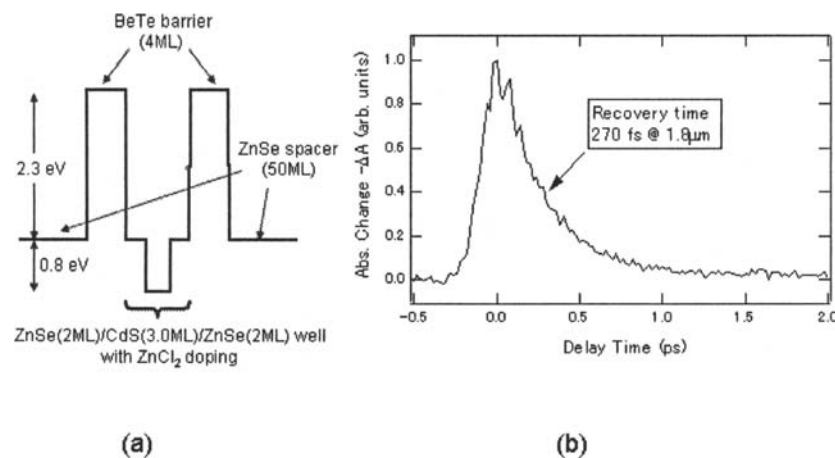 BeTe barrier
(4ML)
ZnSe spacer
(50ML)
2.3 eV
0.8 eV
ZnSe(2ML)/CdS(3.0ML)/ZnSe(2ML) well
with ZnCl₂ doping
(a)
(b)
Abs. Change -ΔA (arb. units)
1.0
0.8
0.6
0.4
0.2
0.0
Recovery time
270 fs @ 1.8μm
-0.5
0.0
0.5
1.0
1.5
2.0
Delay Time (ps)
(a)
(b)